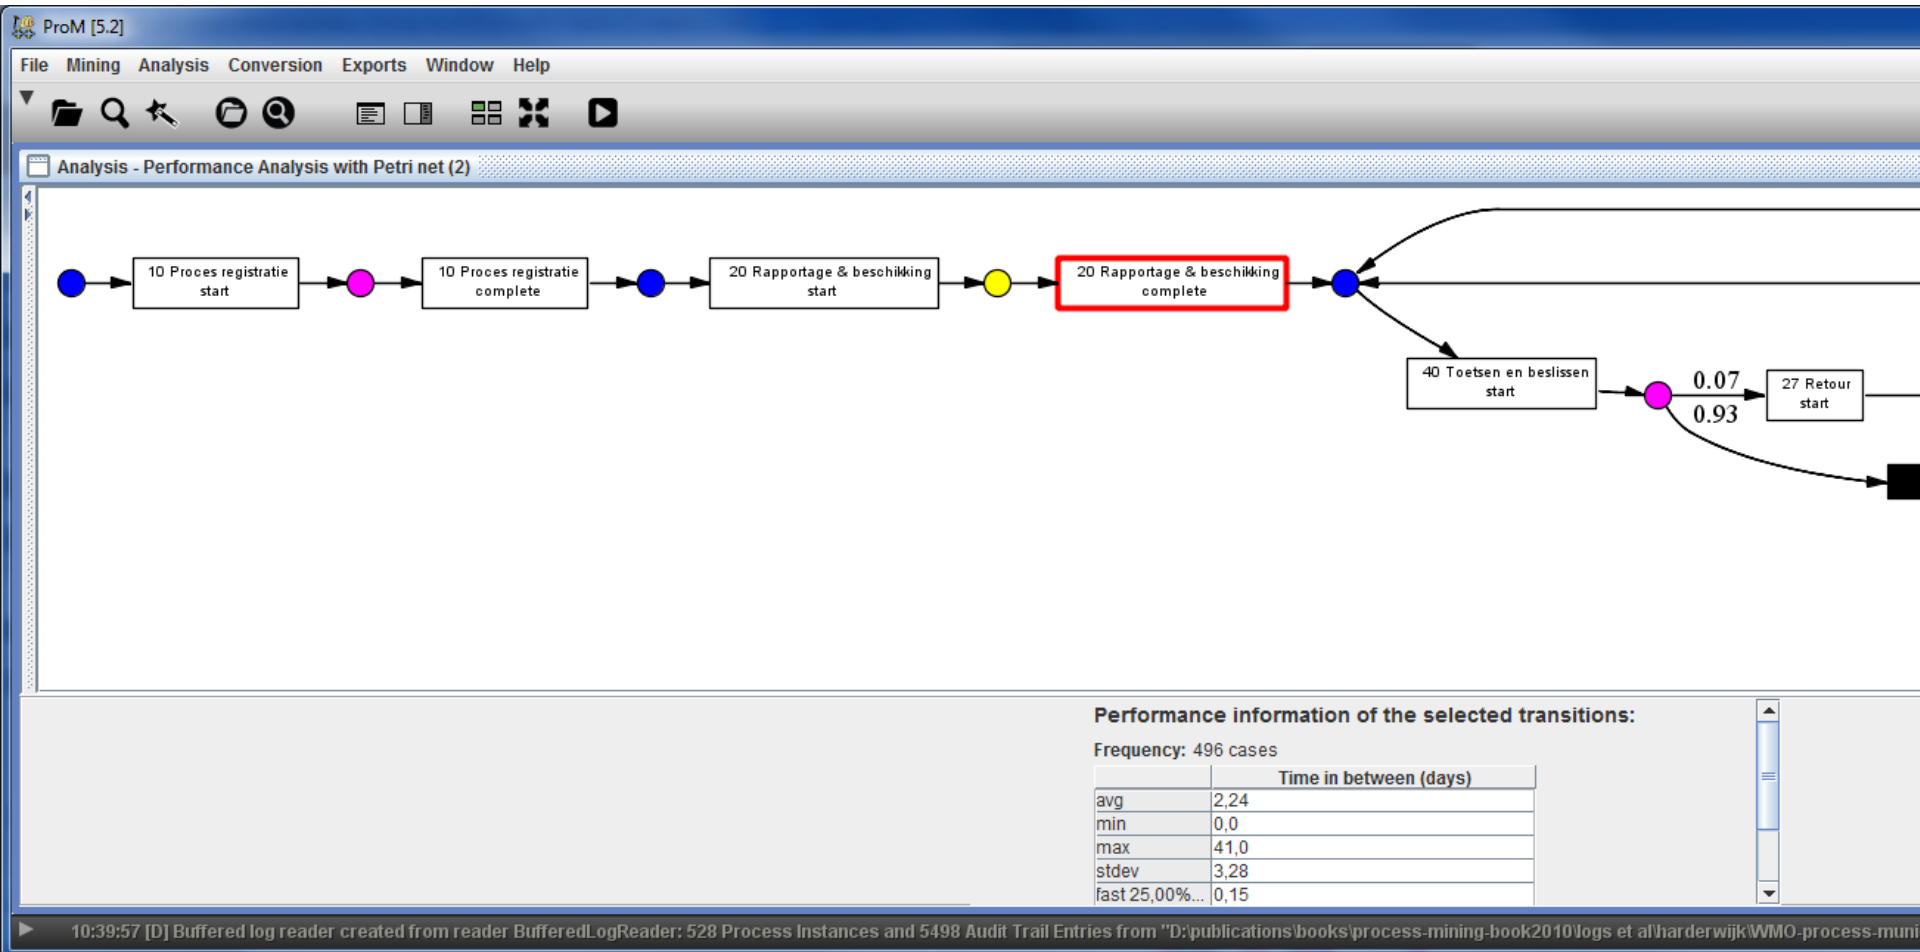 ProM [5.2]
File Mining Analysis Conversion Exports Window Help
Analysis - Performance Analysis with Petri net (2)
10 Proces registratie
start
10 Proces registratie
complete
20 Rapportage & beschikking
start
20 Rapportage & beschikking
complete
40 Toetsen en beslissen
start
0.07
0.93
27 Retour
start
Performance information of the selected transitions:
Frequency: 496 cases
Time in between (days)
avg 2,24
min 0,0
max 41,0
stdev 3,28
fast 25,00%... 0,15
10:39:57 [D] Buffered log reader created from reader BufferedLogReader: 528 Process Instances and 5498 Audit Trail Entries from "D:\publications\books\process-mining-book2010\logs et al\harderwijk\WMO-process-muni